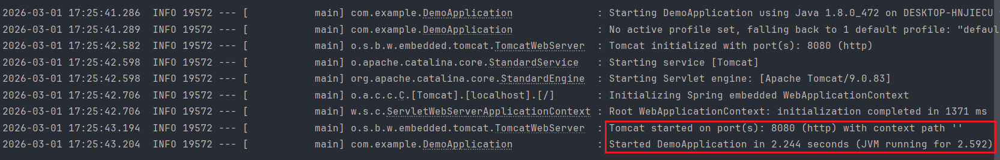 2026-03-01 17:25:41.286  INFO 19572 --- [           main] com.example.DemoApplication              : Starting DemoApplication using Java 1.8.0_472 on DESKTOP-HNJIECU
2026-03-01 17:25:41.289  INFO 19572 --- [           main] com.example.DemoApplication              : No active profile set, falling back to 1 default profile: "defaul
2026-03-01 17:25:42.582  INFO 19572 --- [           main] o.s.b.w.embedded.tomcat.TomcatWebServer  : Tomcat initialized with port(s): 8080 (http)
2026-03-01 17:25:42.598  INFO 19572 --- [           main] o.apache.catalina.core.StandardService   : Starting service [Tomcat]
2026-03-01 17:25:42.598  INFO 19572 --- [           main] org.apache.catalina.core.StandardEngine  : Starting Servlet engine: [Apache Tomcat/9.0.83]
2026-03-01 17:25:42.706  INFO 19572 --- [           main] o.a.c.c.C.[Tomcat].[localhost].[/]       : Initializing Spring embedded WebApplicationContext
2026-03-01 17:25:42.706  INFO 19572 --- [           main] w.s.c.ServletWebServerApplicationContext : Root WebApplicationContext: initialization completed in 1371 ms
2026-03-01 17:25:43.194  INFO 19572 --- [           main] o.s.b.w.embedded.tomcat.TomcatWebServer  : Tomcat started on port(s): 8080 (http) with context path ''
2026-03-01 17:25:43.204  INFO 19572 --- [           main] com.example.DemoApplication              : Started DemoApplication in 2.244 seconds (JVM running for 2.592)